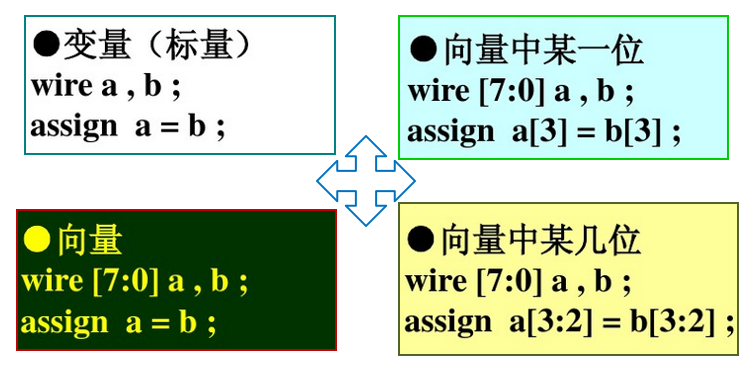 ●变量（标量）
wire a , b ;
assign  a = b ;
●向量中某一位
wire [7:0] a , b ;
assign  a[3] = b[3] ;
●向量
wire [7:0] a , b ;
assign  a = b ;
●向量中某几位
wire [7:0] a , b ;
assign  a[3:2] = b[3:2] ;